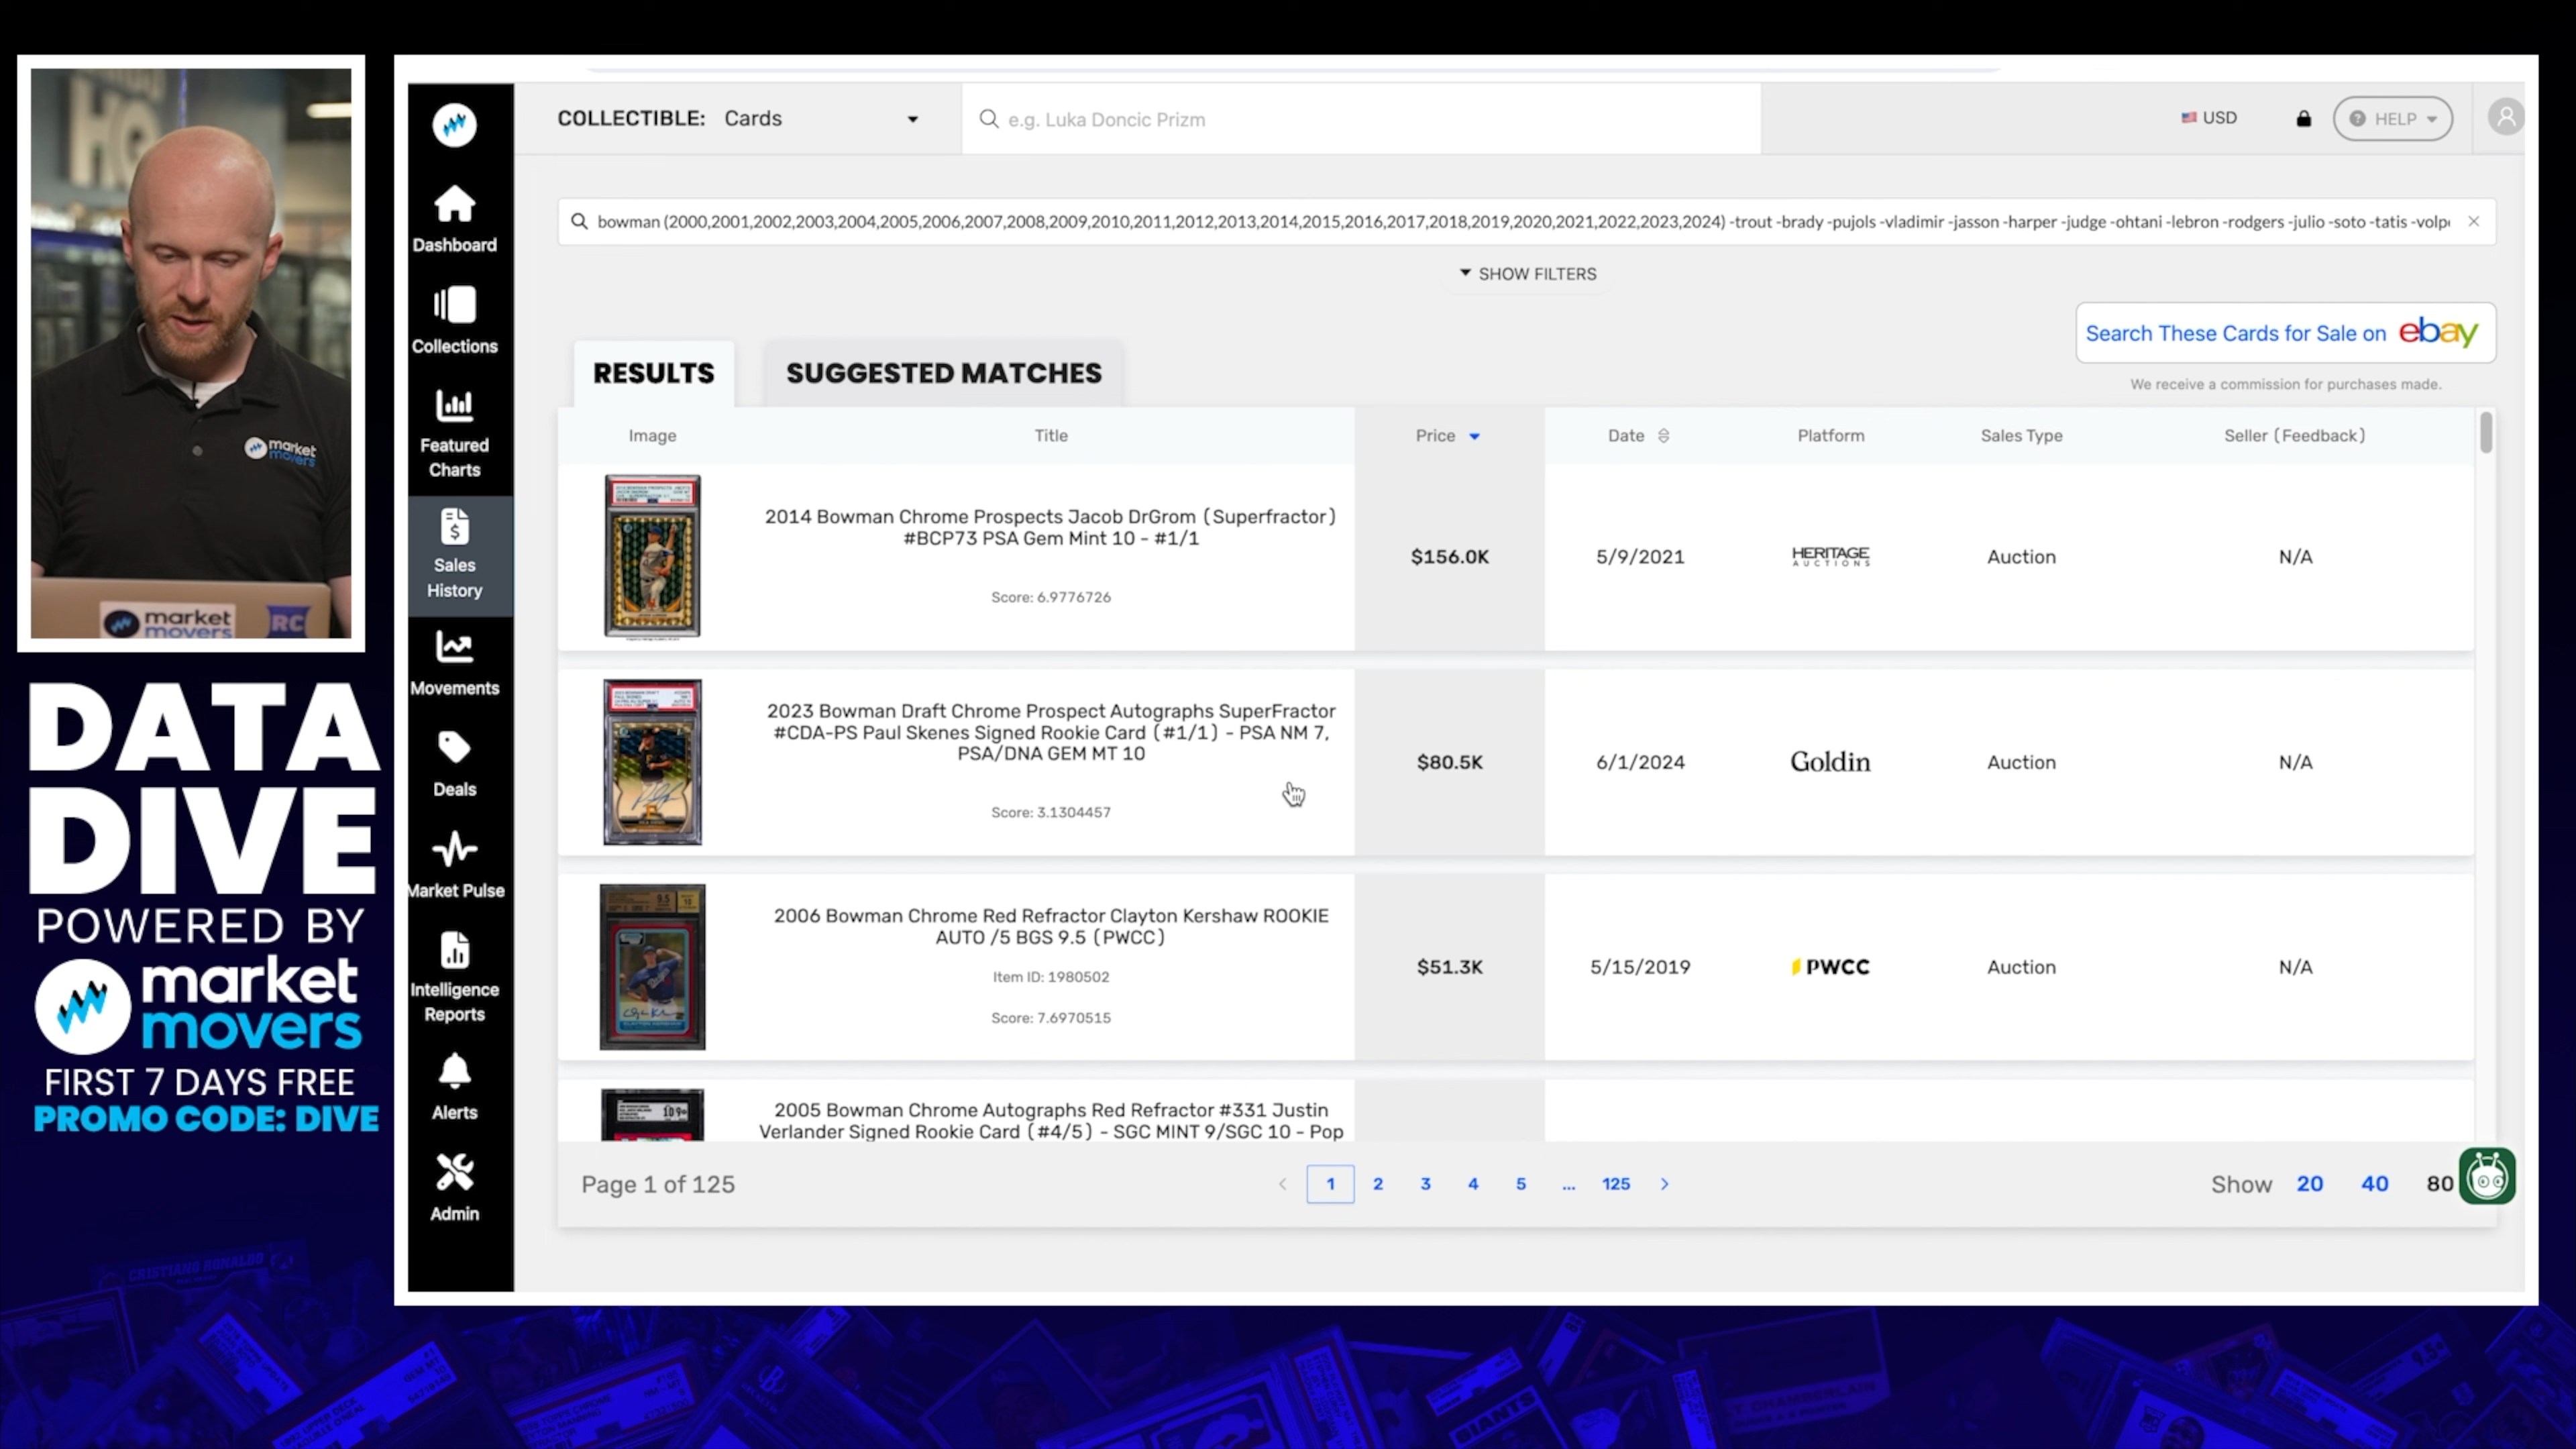 HQ
market
movers
market
movers
RC
DATA
DIVE
POWERED BY
market
movers
FIRST 7 DAYS FREE
PROMO CODE: DIVE
Dashboard
Collections
Featured
Charts
Sales
History
Movements
Deals
Market Pulse
Intelligence
Reports
Alerts
Admin
COLLECTIBLE: Cards
e.g. Luka Doncic Prizm
USD
HELP
bowman (2000,2001,2002,2003,2004,2005,2006,2007,2008,2009,2010,2011,2012,2013,2014,2015,2016,2017,2018,2019,2020,2021,2022,2023,2024) -trout -brady -pujols -vladimir -jasson -harper -judge -ohtani -lebron -rodgers -julio -soto -tatis -volp
SHOW FILTERS
Search These Cards for Sale on ebay
We receive a commission for purchases made.
RESULTS
SUGGESTED MATCHES
Image Title Price Date Platform Sales Type Seller (Feedback)
2014 Bowman Chrome Prospects Jacob DrGrom (Superfractor)
#BCP73 PSA Gem Mint 10 - #1/1
Score: 6.9776726
$156.0K 5/9/2021 HERITAGE AUCTIONS Auction N/A
2023 Bowman Draft Chrome Prospect Autographs SuperFractor
#CDA-PS Paul Skenes Signed Rookie Card (#1/1) - PSA NM 7,
PSA/DNA GEM MT 10
Score: 3.1304457
$80.5K 6/1/2024 Goldin Auction N/A
2006 Bowman Chrome Red Refractor Clayton Kershaw ROOKIE
AUTO /5 BGS 9.5 (PWCC)
Item ID: 1980502
Score: 7.6970515
$51.3K 5/15/2019 PWCC Auction N/A
2005 Bowman Chrome Autographs Red Refractor #331 Justin
Verlander Signed Rookie Card (#4/5) - SGC MINT 9/SGC 10 - Pop
Page 1 of 125
1 2 3 4 5 ... 125
Show 20 40 80
CRISTIANO RONALDO
GIANTS